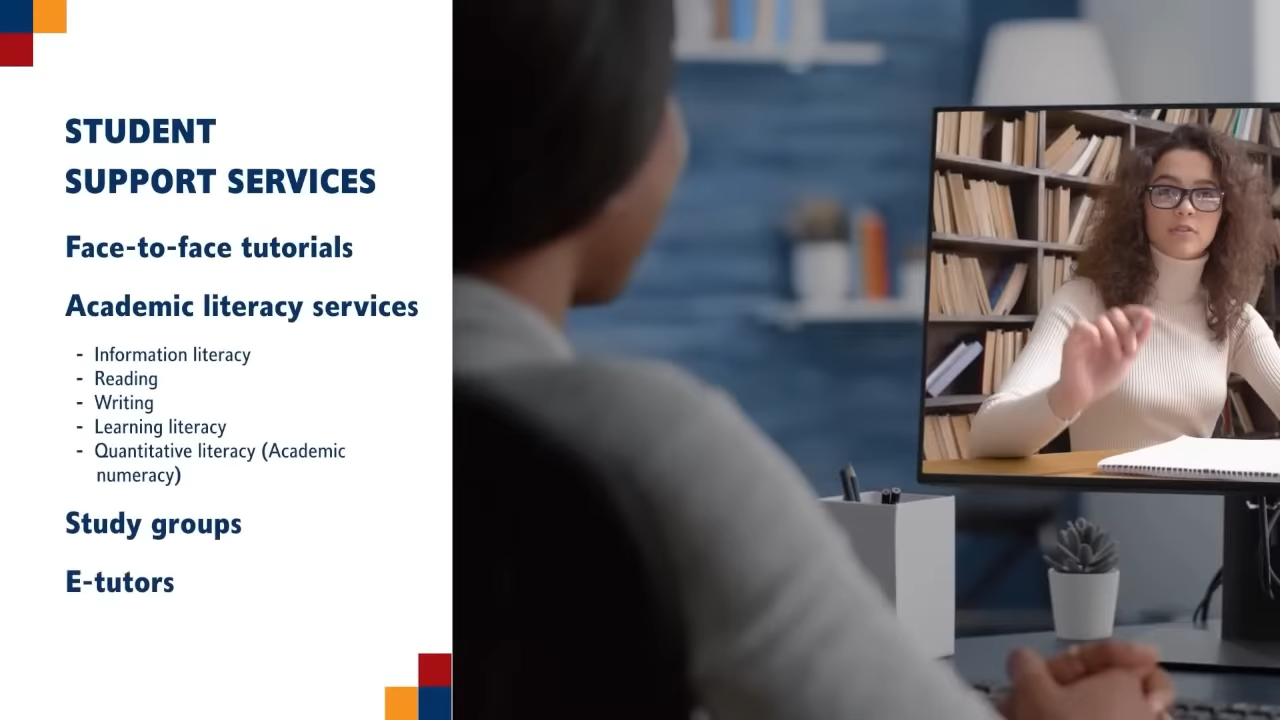 STUDENT
SUPPORT SERVICES
Face-to-face tutorials
Academic literacy services
- Information literacy
- Reading
- Writing
- Learning literacy
- Quantitative literacy (Academic
numeracy)
Study groups
E-tutors